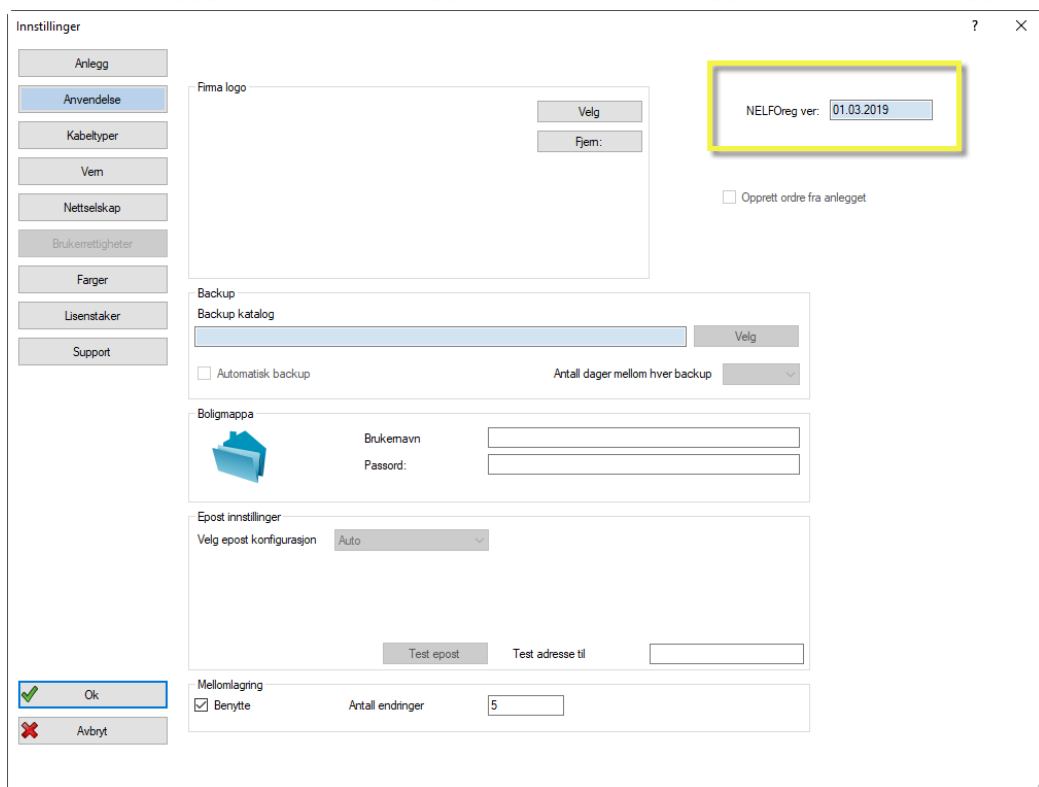 Innstillinger
?
Anlegg
Anvendelse
Kabeltyper
Vern
Nettselskap
Brukerrettigheter
Farger
Lisenstaker
Support
Ok
Avbryt
Firma logo
Velg
Fjern:
NELFOreg ver: 01.03.2019
Opprett ordre fra anlegget
Backup
Backup katalog
Velg
Automatisk backup Antall dager mellom hver backup
Boligmappa
Brukernavn
Passord:
Epost innstillinger
Velg epost konfigurasjon Auto
Test epost Test adresse til
Mellomlagring
Benytte Antall endringer 5